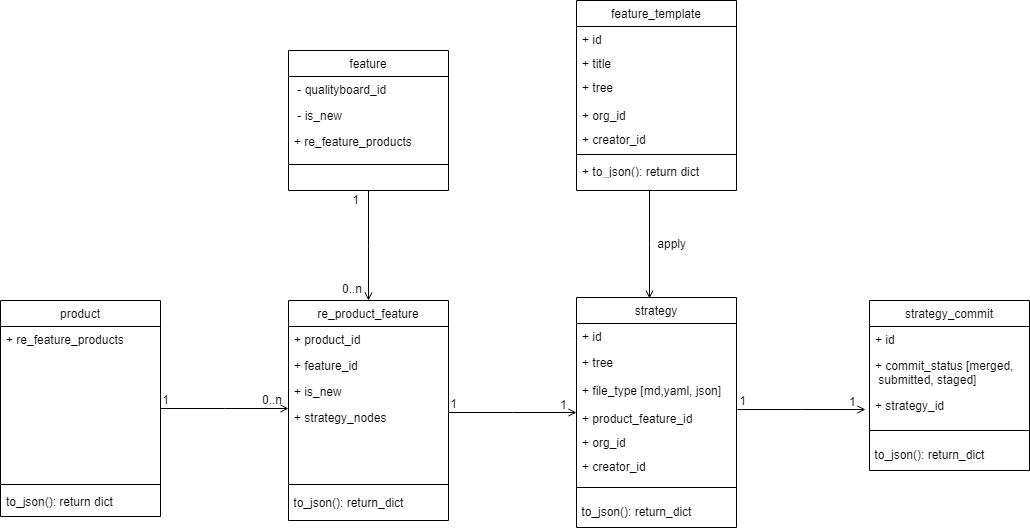 feature_template
+ id
+ title
+ tree
+ org_id
+ creator_id
+ to_json(): return dict
feature
- qualityboard_id
- is_new
+ re_feature_products
1
0..n
apply
product
+ re_feature_products
to_json(): return dict
1
0..n
re_product_feature
+ product_id
+ feature_id
+ is_new
+ strategy_nodes
to_json(): return_dict
1
1
strategy
+ id
+ tree
+ file_type [md,yaml, json]
+ product_feature_id
+ org_id
+ creator_id
to_json(): return_dict
1
1
strategy_commit
+ id
+ commit_status [merged,
submitted, staged]
+ strategy_id
to_json(): return_dict